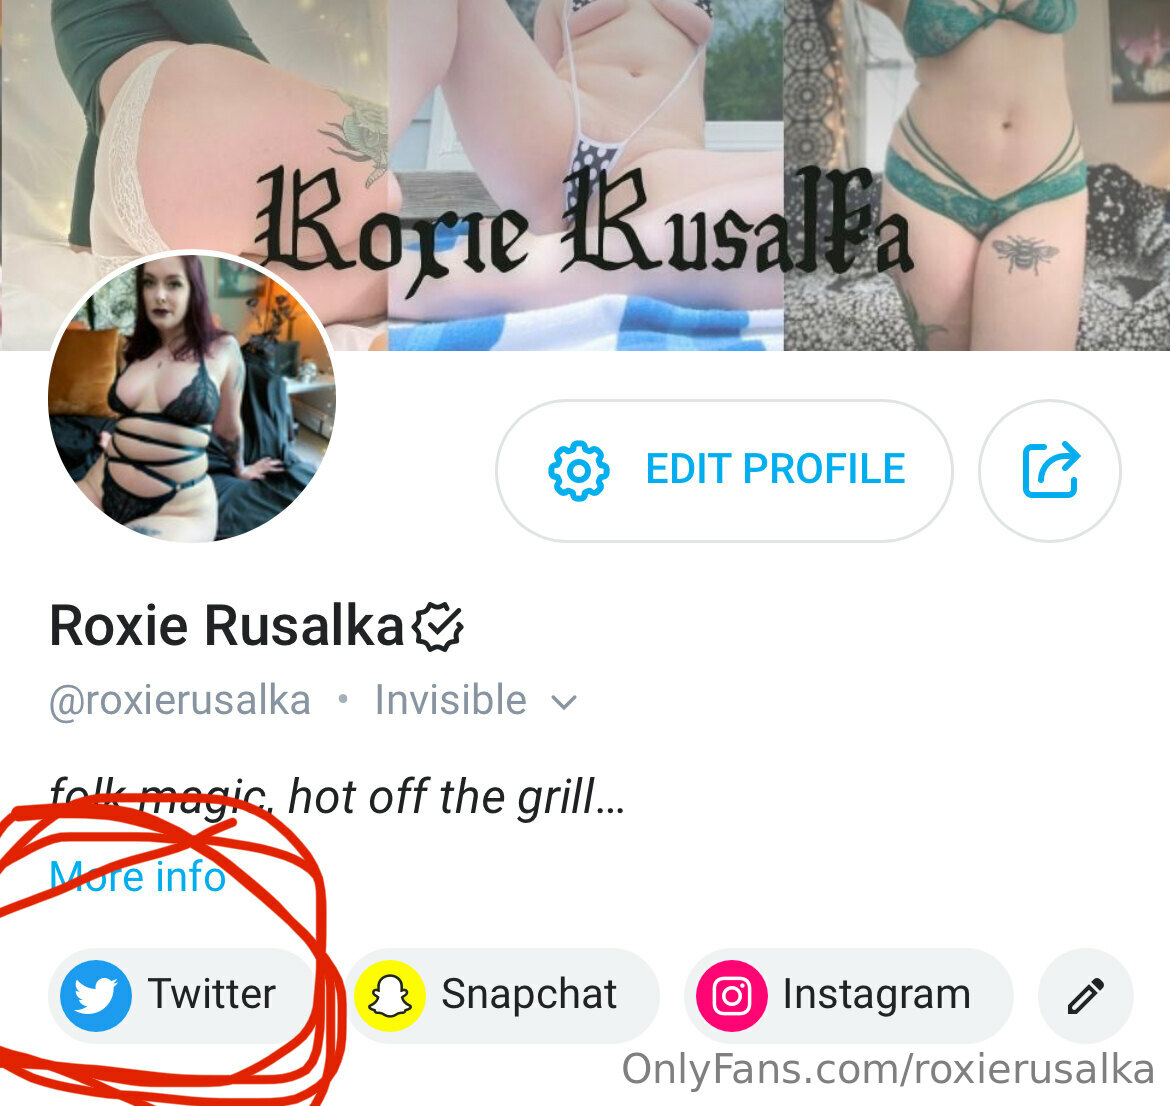 Roxie Rusalka
EDIT PROFILE
Roxie Rusalka
@roxierusalka • Invisible
folk magic, hot off the grill...
More info
Twitter Snapchat Instagram
OnlyFans.com/roxierusalka